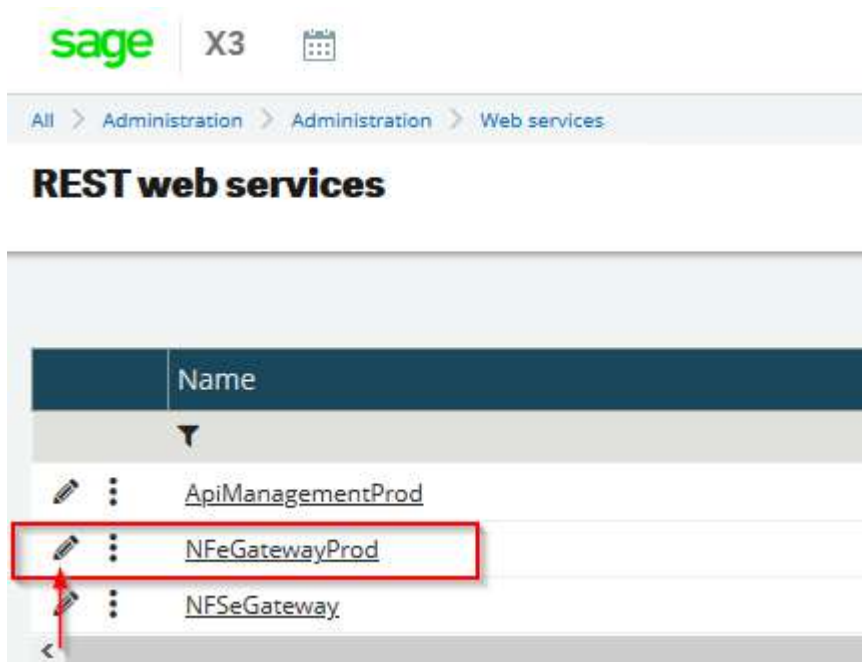 sage X3
All > Administration > Administration > Web services
REST web services
Name
ApiManagementProd
NFeGatewayProd
NFSeGateway